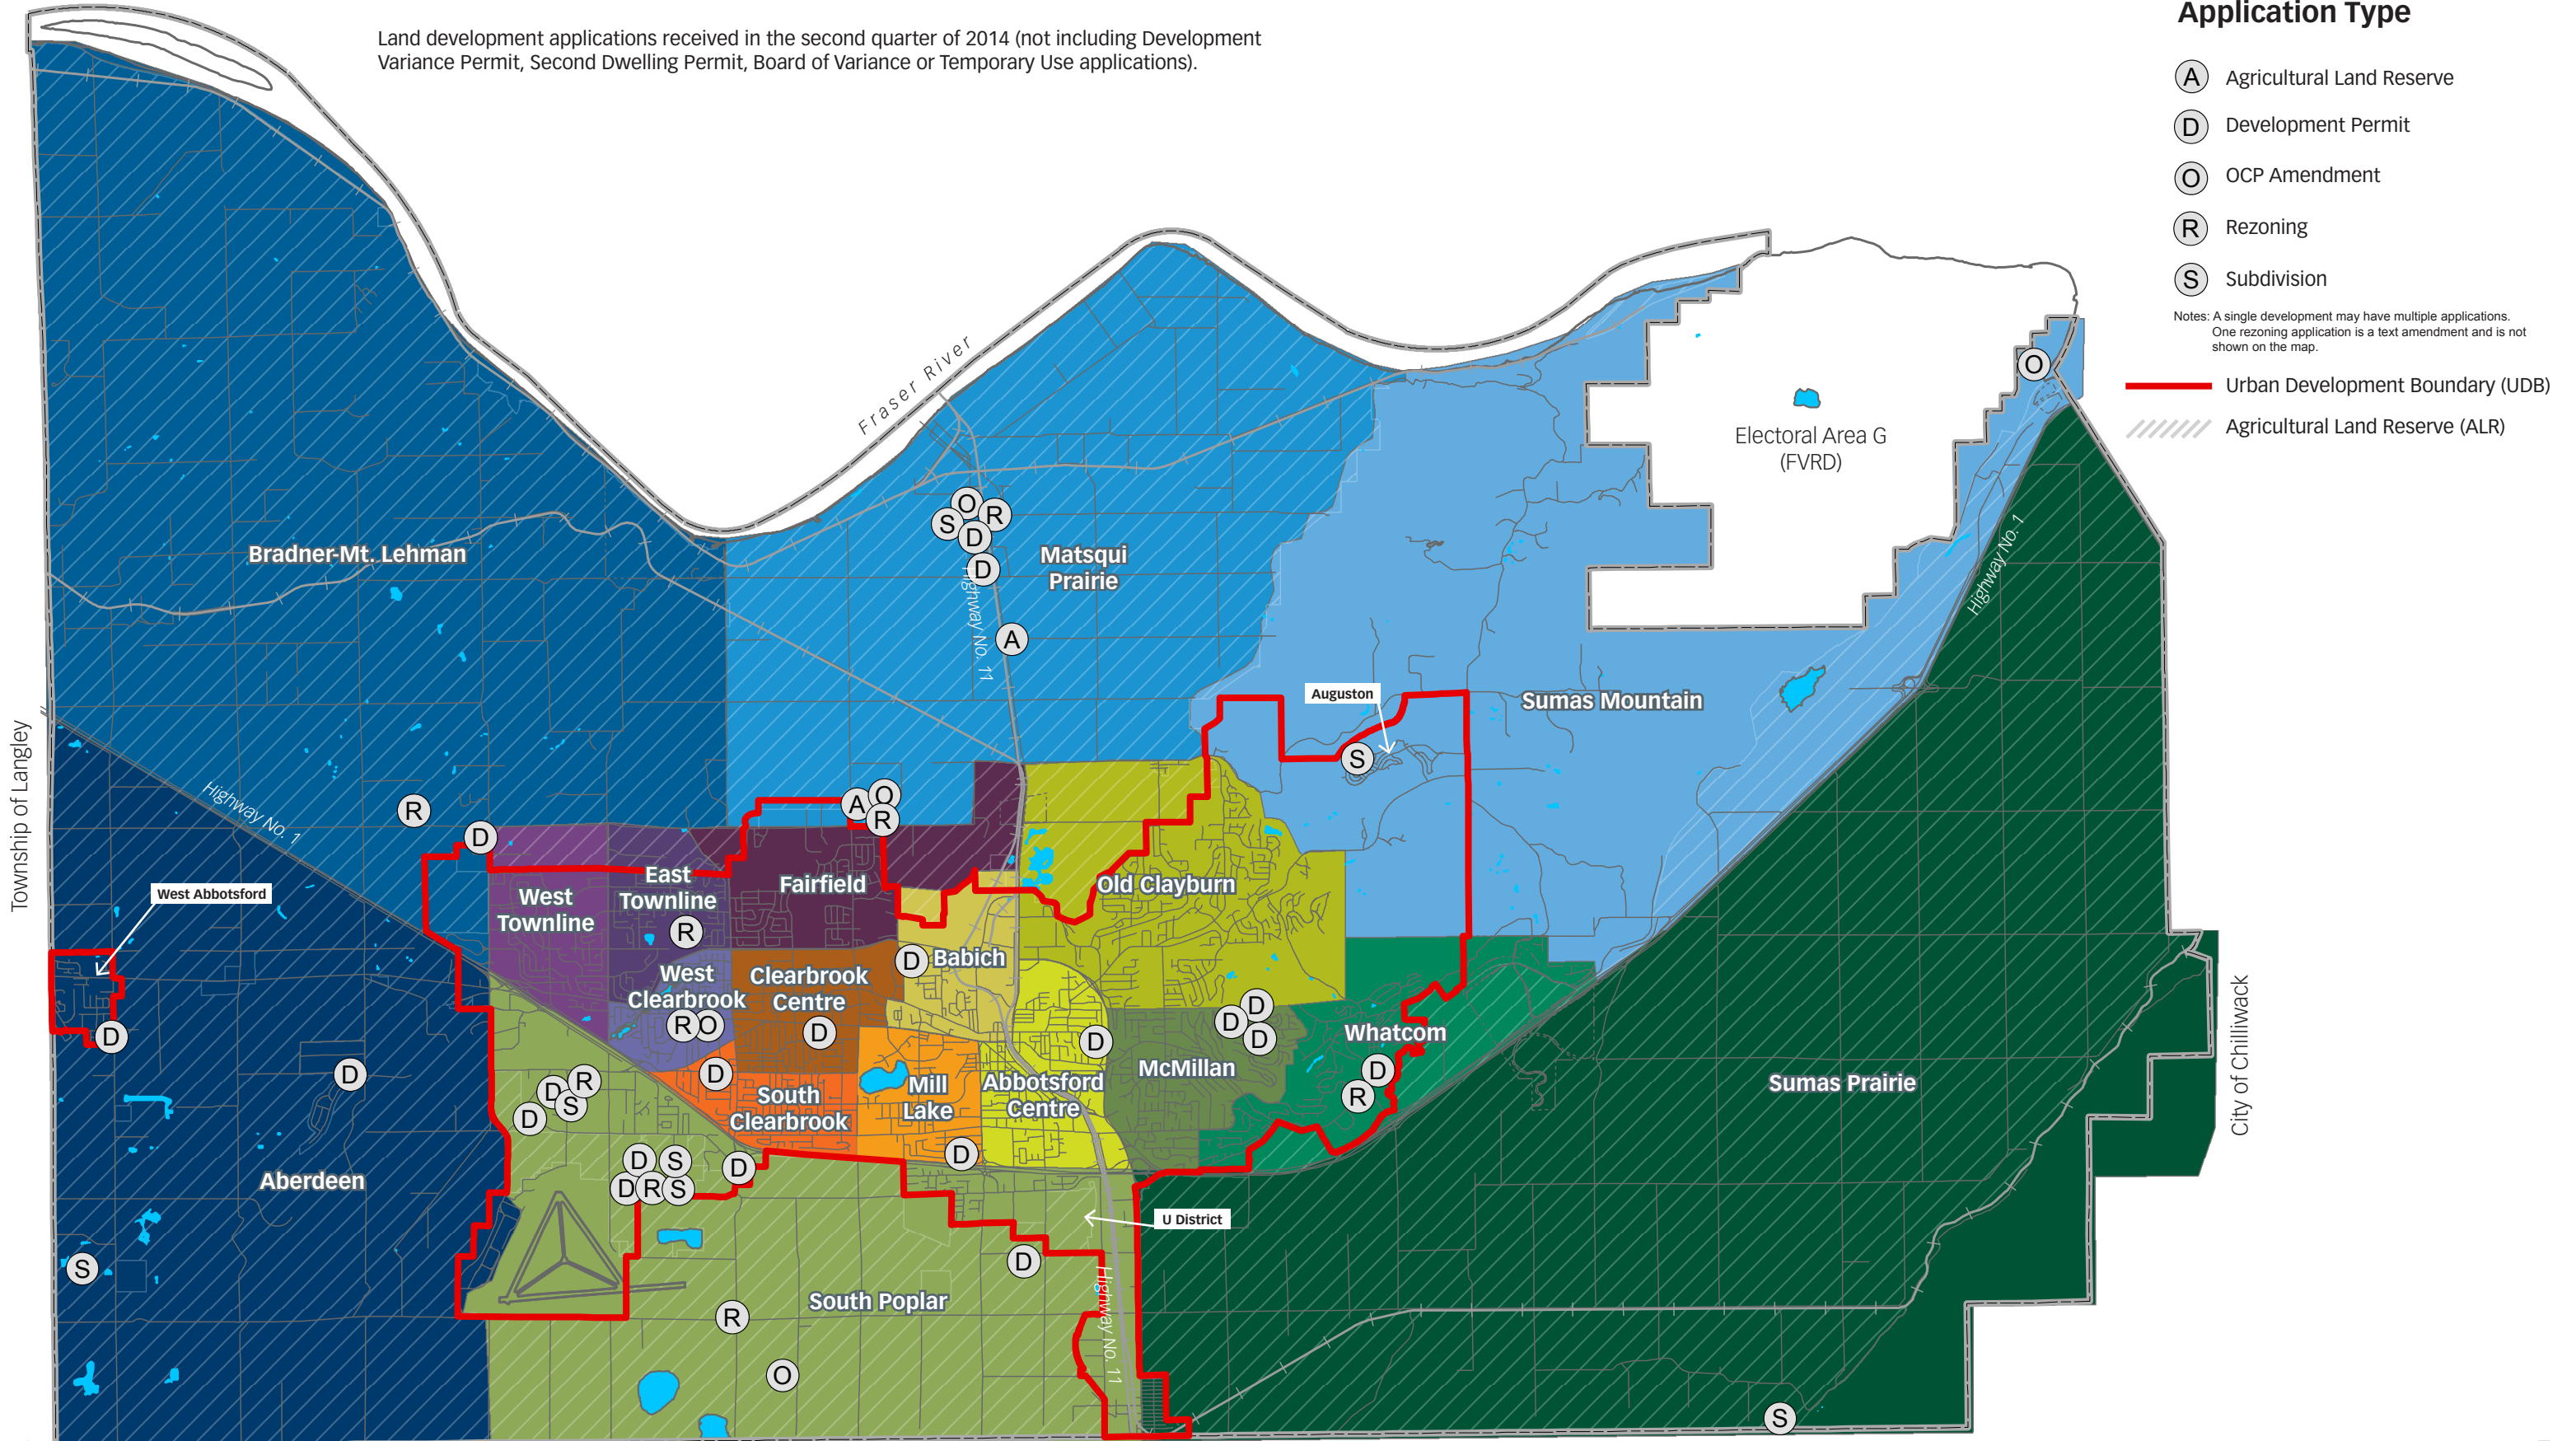 Land development applications received in the second quarter of 2014 (not including Development
Variance Permit, Second Dwelling Permit, Board of Variance or Temporary Use applications).
Application Type
A Agricultural Land Reserve
D Development Permit
O OCP Amendment
R Rezoning
S Subdivision
Notes: A single development may have multiple applications.
One rezoning application is a text amendment and is not
shown on the map.
Urban Development Boundary (UDB)
Agricultural Land Reserve (ALR)
O
Fraser River
Electoral Area G
(FVRD)
Highway No. 1
O
S
R
D
D
Bradner-Mt. Lehman
Matsqui
Prairie
Highway No. 11
A
Auguston
Sumas Mountain
S
Township of Langley
Highway No. 1
R
A
O
R
D
West Abbotsford
West
Townline
East
Townline
R
Fairfield
Old Clayburn
D
Babich
West
Clearbrook
R
O
Clearbrook
Centre
D
D
D
D
D
D
Whatcom
City of Chilliwack
D
D
D
R
S
D
D
South
Clearbrook
Mill
Lake
Abbotsford
Centre
McMillan
D
R
Sumas Prairie
D
S
D
R
S
D
D
Aberdeen
U District
S
D
South Poplar
R
Highway No. 11
O
S